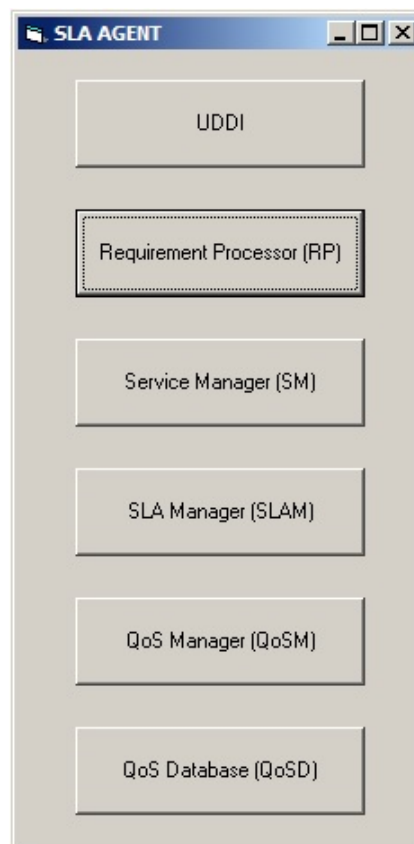 SLA AGENT
UDDI
Requirement Processor (RP)
Service Manager (SM)
SLA Manager (SLAM)
QoS Manager (QoSM)
QoS Database (QoSD)